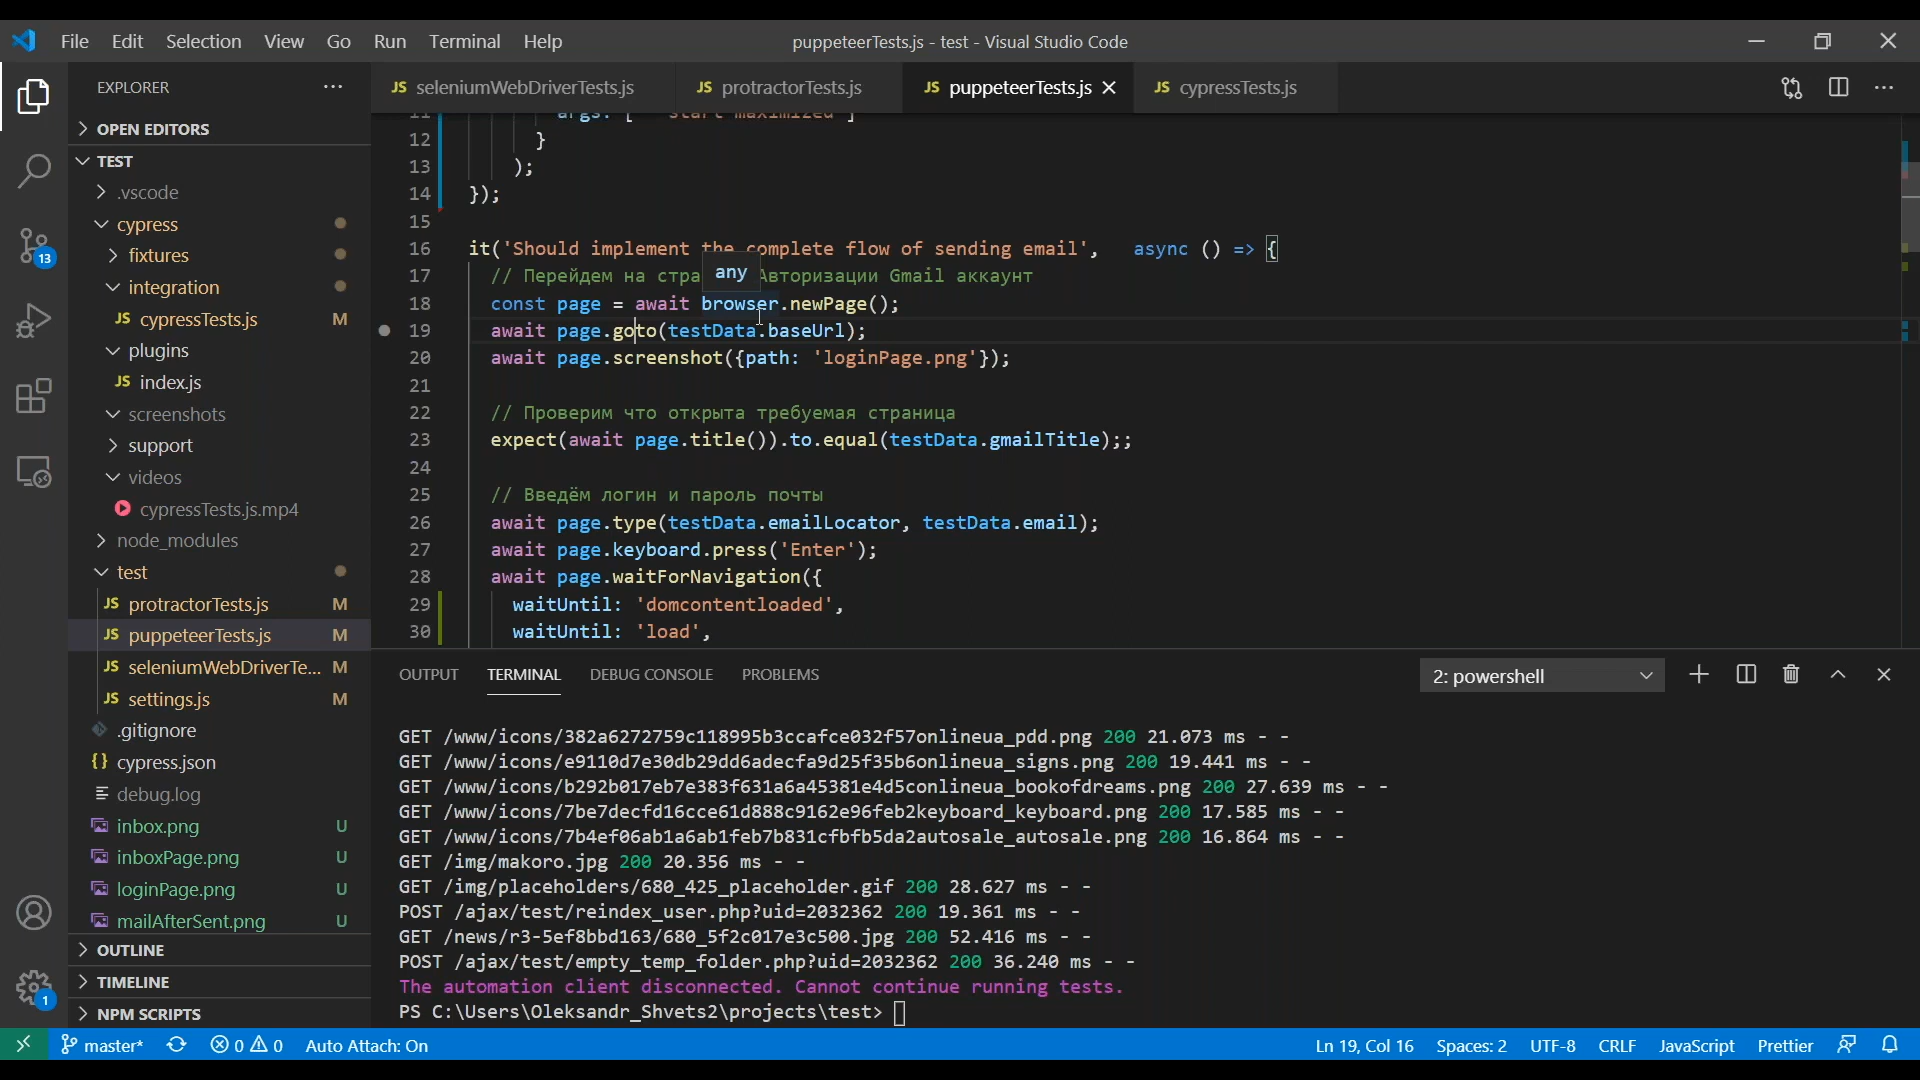 File Edit Selection View Go Run Terminal Help
puppeteerTests.js - test - Visual Studio Code
EXPLORER
OPEN EDITORS
TEST
.vscode
cypress
fixtures
integration
JS cypressTests.js M
plugins
JS index.js
screenshots
support
videos
cypressTests.js.mp4
node_modules
test
JS protractorTests.js M
JS puppeteerTests.js M
JS seleniumWebDriverTe... M
JS settings.js M
.gitignore
{} cypress.json
debug.log
inbox.png U
inboxPage.png U
loginPage.png U
mailAfterSent.png U
OUTLINE
TIMELINE
NPM SCRIPTS
13
1
JS seleniumWebDriverTests.js JS protractorTests.js JS puppeteerTests.js JS cypressTests.js
12 }
13 );
14 });
15
16 it('Should implement the complete flow of sending email', async () => {
17 // Перейдем на стра Авторизации Gmail аккаунт
any
18 const page = await browser.newPage();
19 await page.goto(testData.baseUrl);
20 await page.screenshot({path: 'loginPage.png'});
21
22 // Проверим что открыта требуемая страница
23 expect(await page.title()).to.equal(testData.gmailTitle);;
24
25 // Введём логин и пароль почты
26 await page.type(testData.emailLocator, testData.email);
27 await page.keyboard.press('Enter');
28 await page.waitForNavigation({
29 waitUntil: 'domcontentloaded',
30 waitUntil: 'load',
OUTPUT TERMINAL DEBUG CONSOLE PROBLEMS
2: powershell
GET /www/icons/382a6272759c118995b3ccafce032f57onlineua_pdd.png 200 21.073 ms - -
GET /www/icons/e9110d7e30db29dd6adecfa9d25f35b6onlineua_signs.png 200 19.441 ms - -
GET /www/icons/b292b017eb7e383f631a6a45381e4d5conlineua_bookofdreams.png 200 27.639 ms - -
GET /www/icons/7be7decfd16cce61d888c9162e96feb2keyboard_keyboard.png 200 17.585 ms - -
GET /www/icons/7b4ef06ab1a6ab1feb7b831cfbfb5da2autosale_autosale.png 200 16.864 ms - -
GET /img/makoro.jpg 200 20.356 ms - -
GET /img/placeholders/680_425_placeholder.gif 200 28.627 ms - -
POST /ajax/test/reindex_user.php?uid=2032362 200 19.361 ms - -
GET /news/r3-5ef8bbd163/680_5f2c017e3c500.jpg 200 52.416 ms - -
POST /ajax/test/empty_temp_folder.php?uid=2032362 200 36.240 ms - -
The automation client disconnected. Cannot continue running tests.
PS C:\Users\Oleksandr_Shvets2\projects\test>
master* 0 0 Auto Attach: On
Ln 19, Col 16 Spaces: 2 UTF-8 CRLF JavaScript Prettier